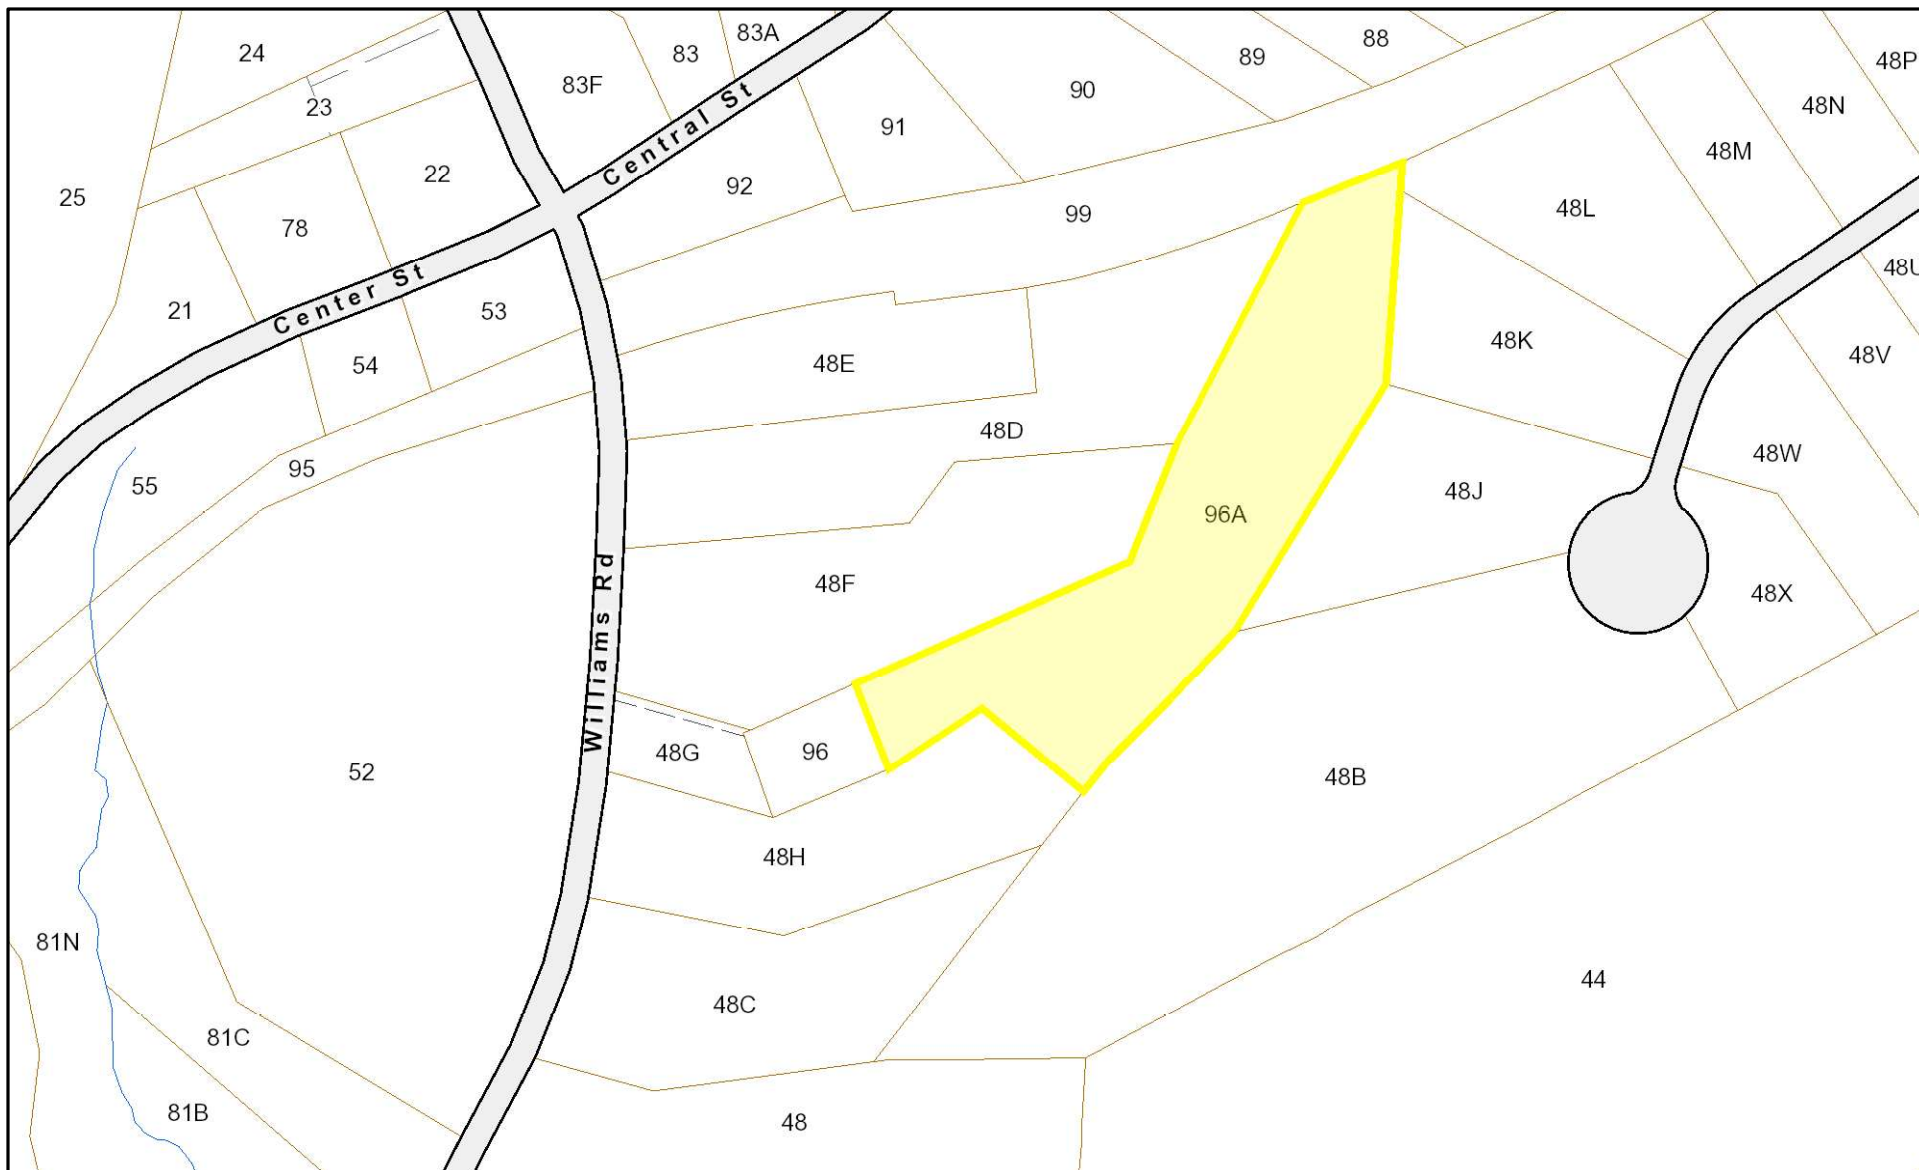 24
83
83A
88
89
48P
83F
90
48N
23
91
48M
Central St
22
92
25
48L
99
78
48U
Center St
21
53
48K
48V
54
48E
48D
48W
95
55
48J
96A
48F
48X
Williams Rd
48G
96
52
48B
48H
81N
44
48C
81C
81B
48